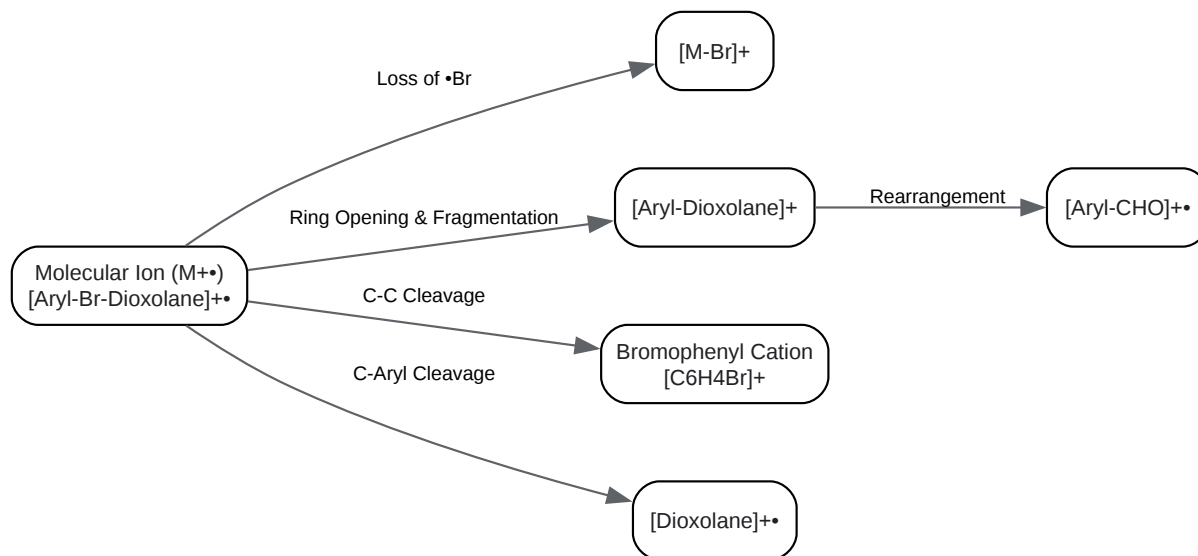 [M-Br]+
Loss of •Br
[Aryl-Dioxolane]+
Rearrangement
[Aryl-CHO]+•
Ring Opening & Fragmentation
Molecular Ion (M+•)
[Aryl-Br-Dioxolane]+•
C-C Cleavage
Bromophenyl Cation
[C6H4Br]+
C-Aryl Cleavage
[Dioxolane]+•